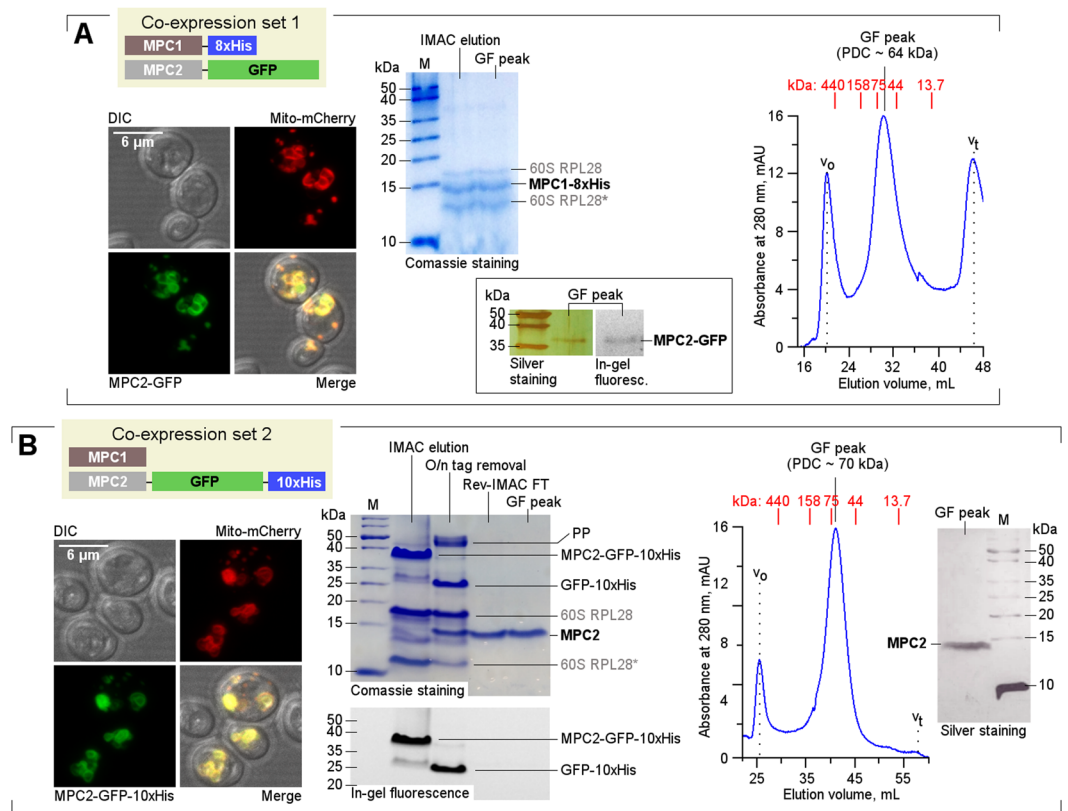 A
Co-expression set 1
MPC1 8xHis
MPC2 GFP
DIC Mito-mCherry
6 µm
MPC2-GFP Merge
IMAC elution
GF peak
kDa M
50
40
35
25
20
15
10
60S RPL28
MPC1-8xHis
60S RPL28*
Comassie staining
kDa GF peak
50
40
35
MPC2-GFP
Silver staining
In-gel fluoresc.
GF peak
(PDC ~ 64 kDa)
kDa: 440 158 75 44 13.7
Absorbance at 280 nm, mAU
16
12
8
4
0
vo
vt
16 24 32 40 48
Elution volume, mL
B
Co-expression set 2
MPC1
MPC2 GFP 10xHis
DIC Mito-mCherry
6 µm
MPC2-GFP-10xHis Merge
IMAC elution
O/n tag removal
Rev-IMAC FT
GF peak
kDa M
50
40
35
25
20
15
10
PP
MPC2-GFP-10xHis
GFP-10xHis
60S RPL28
MPC2
60S RPL28*
Comassie staining
50
40
35
25
20
MPC2-GFP-10xHis
GFP-10xHis
In-gel fluorescence
GF peak
(PDC ~ 70 kDa)
kDa: 440 158 75 44 13.7
Absorbance at 280 nm, mAU
16
12
8
4
0
vo
vt
25 35 45 55
Elution volume, mL
GF peak M
kDa
50
40
35
25
20
15
10
MPC2
Silver staining